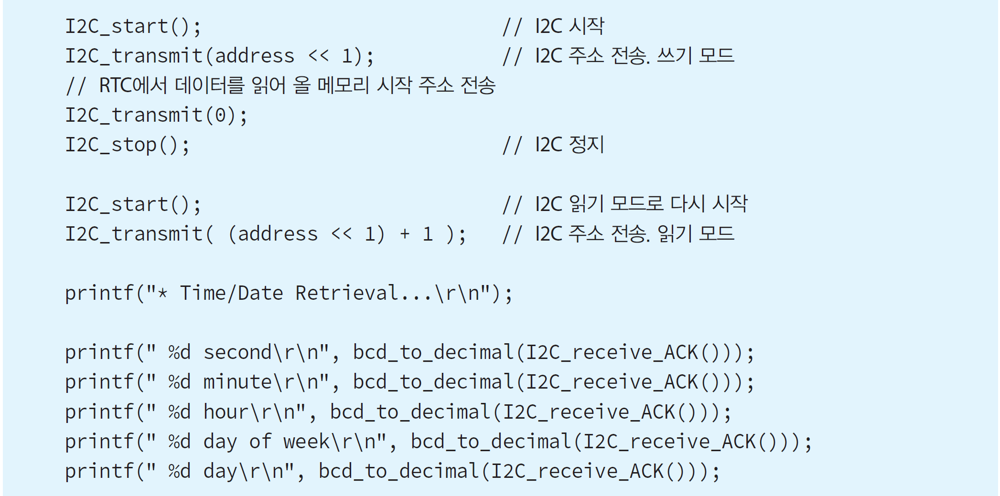 I2C_start(); // I2C 시작
I2C_transmit(address << 1); // I2C 주소 전송. 쓰기 모드
// RTC에서 데이터를 읽어 올 메모리 시작 주소 전송
I2C_transmit(0);
I2C_stop(); // I2C 정지
I2C_start(); // I2C 읽기 모드로 다시 시작
I2C_transmit( (address << 1) + 1 ); // I2C 주소 전송. 읽기 모드
printf("* Time/Date Retrieval...\r\n");
printf(" %d second\r\n", bcd_to_decimal(I2C_receive_ACK()));
printf(" %d minute\r\n", bcd_to_decimal(I2C_receive_ACK()));
printf(" %d hour\r\n", bcd_to_decimal(I2C_receive_ACK()));
printf(" %d day of week\r\n", bcd_to_decimal(I2C_receive_ACK()));
printf(" %d day\r\n", bcd_to_decimal(I2C_receive_ACK()));